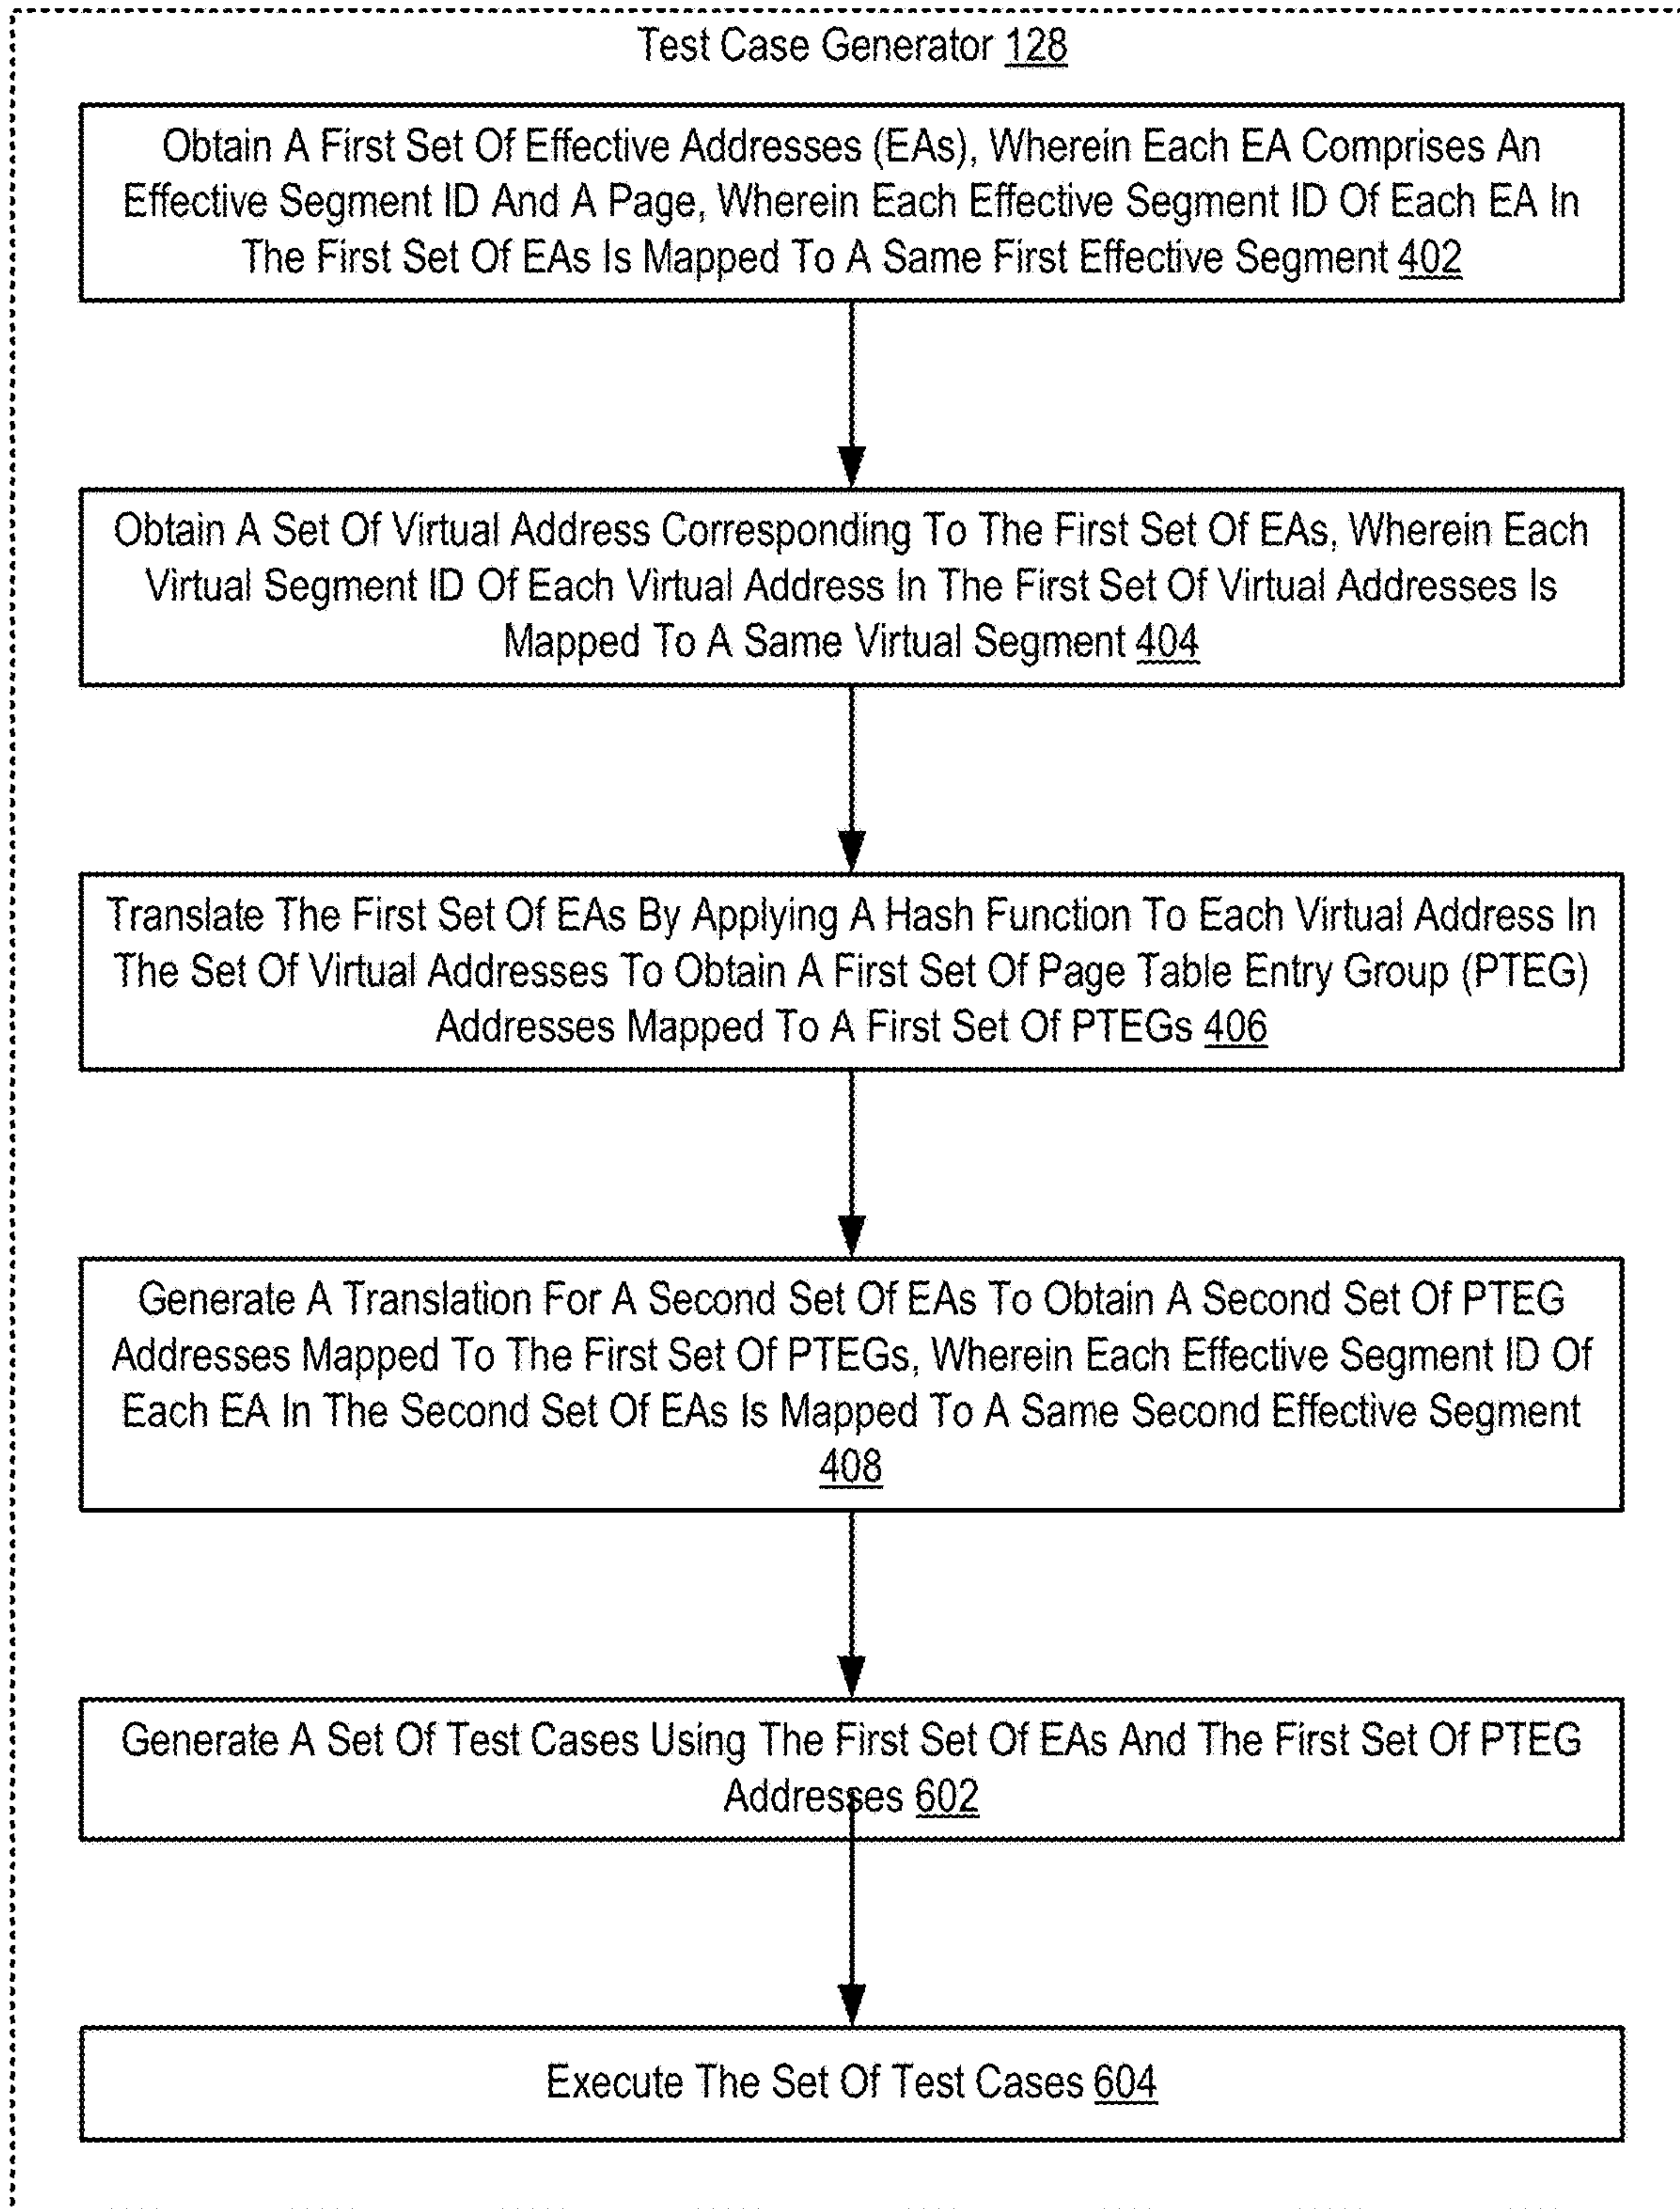 Test Case Generator 128
Obtain A First Set Of Effective Addresses (EAs), Wherein Each EA Comprises An
Effective Segment ID And A Page, Wherein Each Effective Segment ID Of Each EA In
The First Set Of EAs Is Mapped To A Same First Effective Segment 402
Obtain A Set Of Virtual Address Corresponding To The First Set Of EAs, Wherein Each
Virtual Segment ID Of Each Virtual Address In The First Set Of Virtual Addresses Is
Mapped To A Same Virtual Segment 404
Translate The First Set Of EAs By Applying A Hash Function To Each Virtual Address In
The Set Of Virtual Addresses To Obtain A First Set Of Page Table Entry Group (PTEG)
Addresses Mapped To A First Set Of PTEGs 406
Generate A Translation For A Second Set Of EAs To Obtain A Second Set Of PTEG
Addresses Mapped To The First Set Of PTEGs, Wherein Each Effective Segment ID Of
Each EA In The Second Set Of EAs Is Mapped To A Same Second Effective Segment
408
Generate A Set Of Test Cases Using The First Set Of EAs And The First Set Of PTEG
Addresses 602
Execute The Set Of Test Cases 604